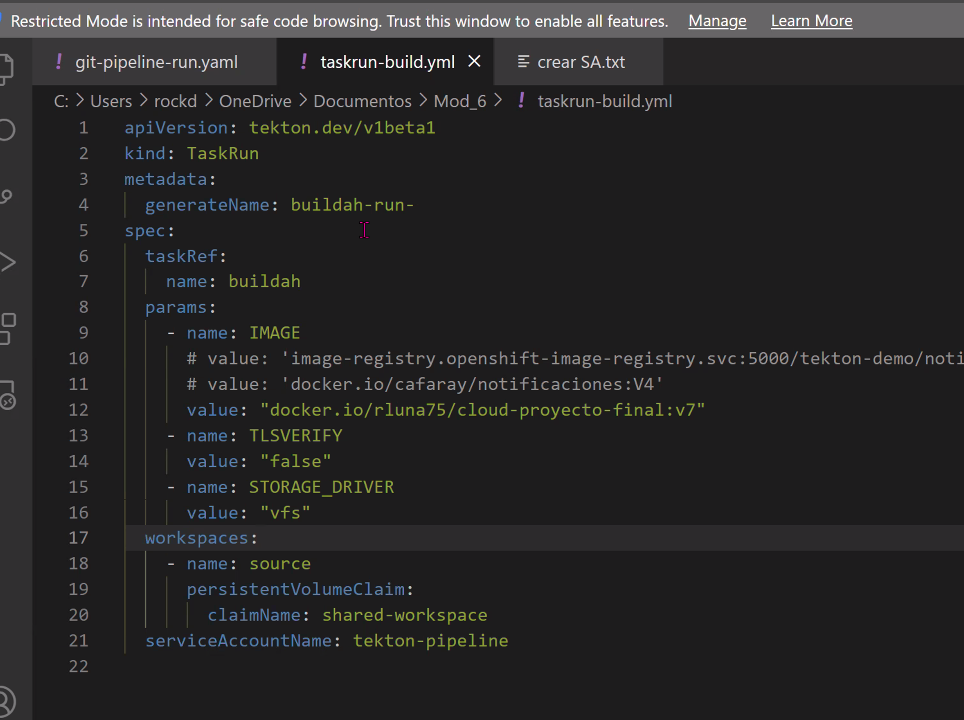 Restricted Mode is intended for safe code browsing. Trust this window to enable all features. Manage Learn More
! git-pipeline-run.yaml ! taskrun-build.yml × crear SA.txt
C: > Users > rockd > OneDrive > Documentos > Mod_6 > ! taskrun-build.yml
1 apiVersion: tekton.dev/v1beta1
2 kind: TaskRun
3 metadata:
4 generateName: buildah-run-
5 spec:
6 taskRef:
7 name: buildah
8 params:
9 - name: IMAGE
10 # value: 'image-registry.openshift-image-registry.svc:5000/tekton-demo/noti
11 # value: 'docker.io/cafaray/notificaciones:V4'
12 value: "docker.io/rluna75/cloud-proyecto-final:v7"
13 - name: TLSVERIFY
14 value: "false"
15 - name: STORAGE_DRIVER
16 value: "vfs"
17 workspaces:
18 - name: source
19 persistentVolumeClaim:
20 claimName: shared-workspace
21 serviceAccountName: tekton-pipeline
22